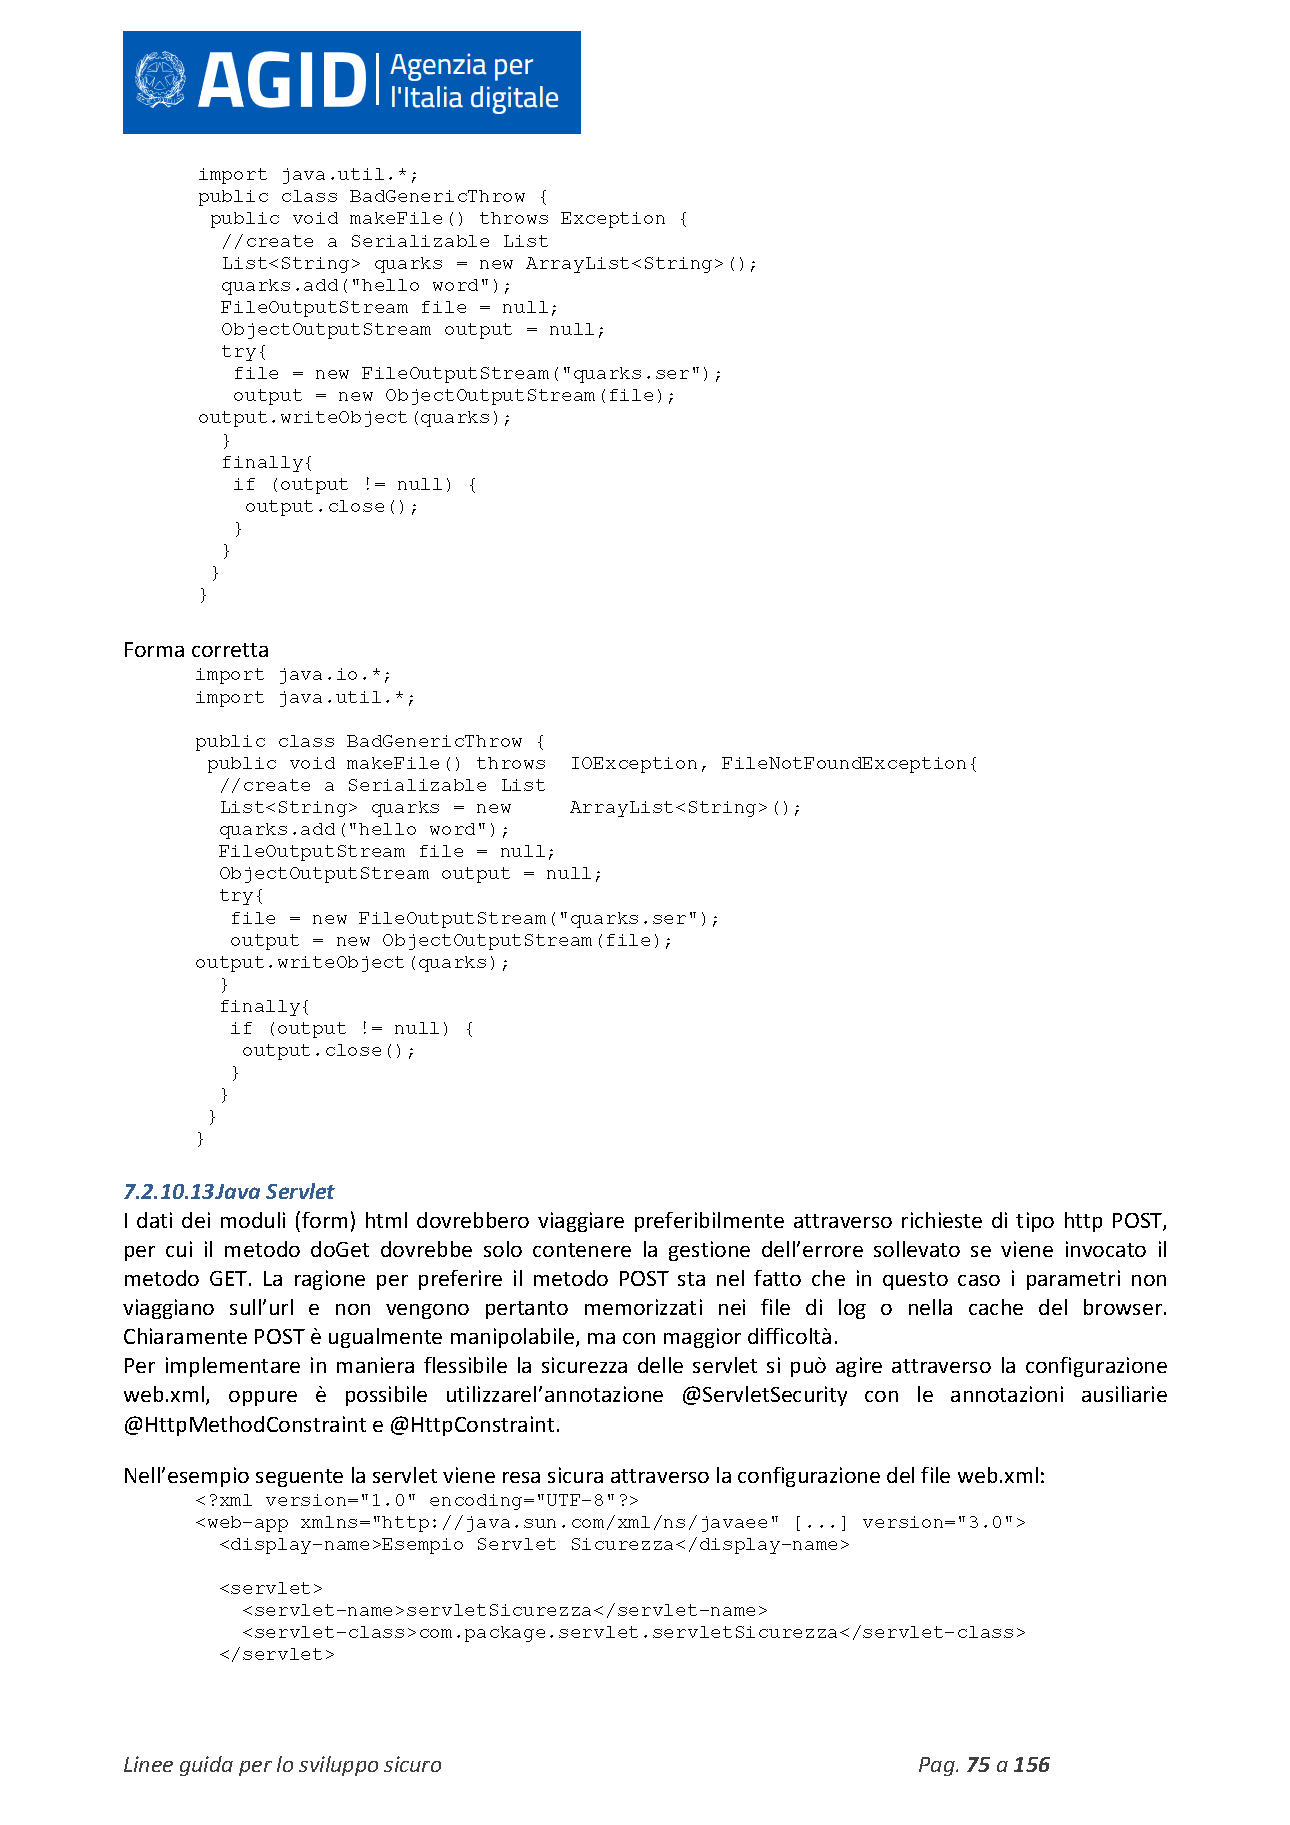 AGID | Agenzia per
l'Italia digitale
import java.util.*;
public class BadGenericThrow {
 public void makeFile() throws Exception {
  //create a Serializable List
  List<String> quarks = new ArrayList<String>();
  quarks.add("hello word");
  FileOutputStream file = null;
  ObjectOutputStream output = null;
  try{
   file = new FileOutputStream("quarks.ser");
   output = new ObjectOutputStream(file);
output.writeObject(quarks);
  }
  finally{
   if (output != null) {
    output.close();
   }
  }
 }
}
Forma corretta
import java.io.*;
import java.util.*;
public class BadGenericThrow {
 public void makeFile() throws  IOException, FileNotFoundException{
  //create a Serializable List
  List<String> quarks = new     ArrayList<String>();
  quarks.add("hello word");
  FileOutputStream file = null;
  ObjectOutputStream output = null;
  try{
   file = new FileOutputStream("quarks.ser");
   output = new ObjectOutputStream(file);
output.writeObject(quarks);
  }
  finally{
   if (output != null) {
    output.close();
   }
  }
 }
}
7.2.10.13Java Servlet
I dati dei moduli (form) html dovrebbero viaggiare preferibilmente attraverso richieste di tipo http POST,
per cui il metodo doGet dovrebbe solo contenere la gestione dell’errore sollevato se viene invocato il
metodo GET. La ragione per preferire il metodo POST sta nel fatto che in questo caso i parametri non
viaggiano sull’url e non vengono pertanto memorizzati nei file di log o nella cache del browser.
Chiaramente POST è ugualmente manipolabile, ma con maggior difficoltà.
Per implementare in maniera flessibile la sicurezza delle servlet si può agire attraverso la configurazione
web.xml, oppure è possibile utilizzarel’annotazione @ServletSecurity con le annotazioni ausiliarie
@HttpMethodConstraint e @HttpConstraint.
Nell’esempio seguente la servlet viene resa sicura attraverso la configurazione del file web.xml:
<?xml version="1.0" encoding="UTF-8"?>
<web-app xmlns="http://java.sun.com/xml/ns/javaee" [...] version="3.0">
  <display-name>Esempio Servlet Sicurezza</display-name>
  <servlet>
    <servlet-name>servletSicurezza</servlet-name>
    <servlet-class>com.package.servlet.servletSicurezza</servlet-class>
  </servlet>
Linee guida per lo sviluppo sicuro Pag. 75 a 156